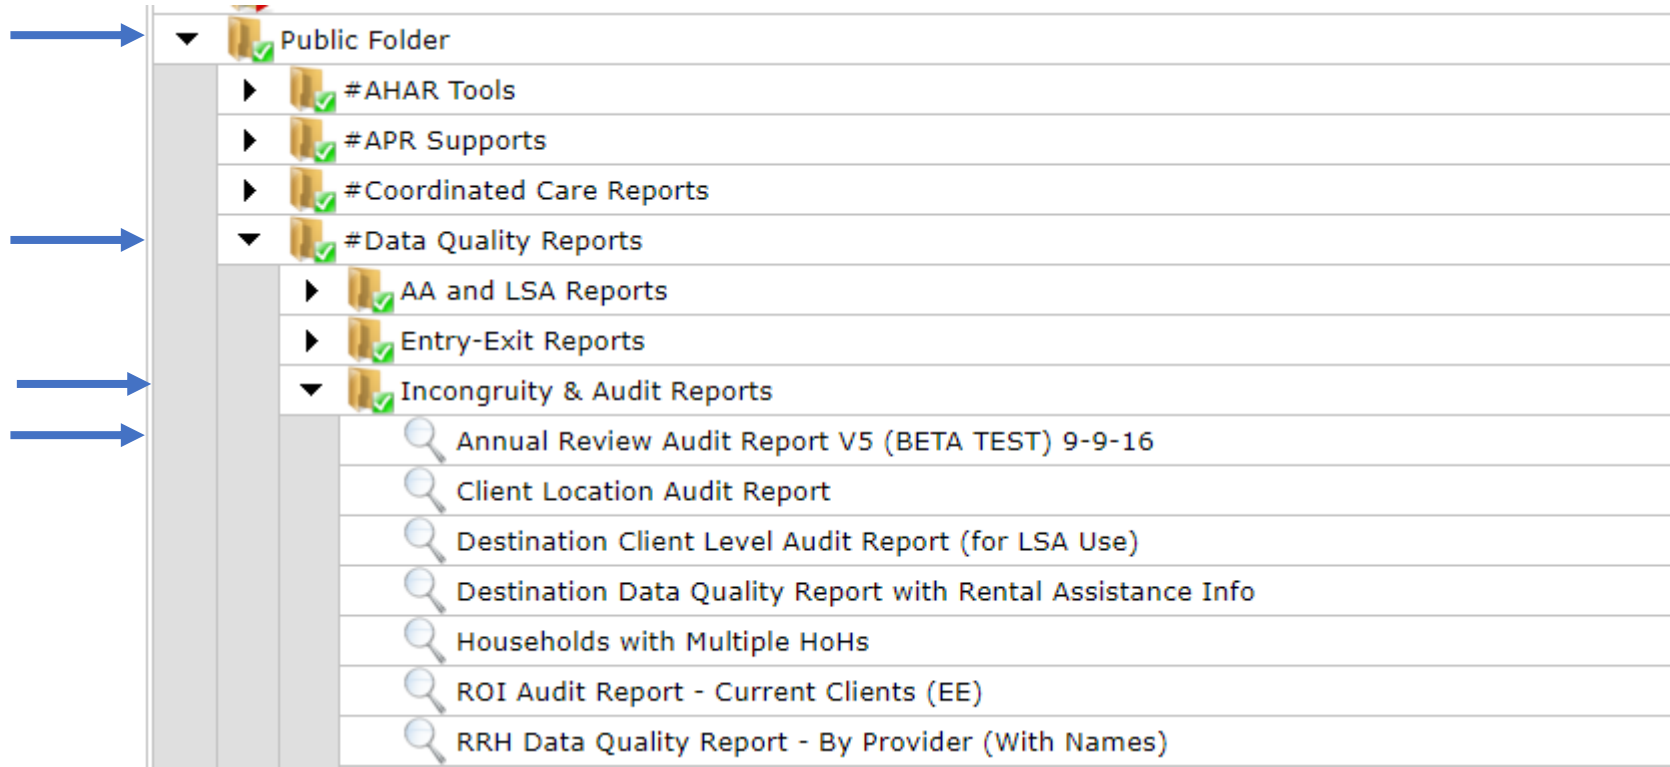 Public Folder
#AHAR Tools
#APR Supports
#Coordinated Care Reports
#Data Quality Reports
AA and LSA Reports
Entry-Exit Reports
Incongruity & Audit Reports
Annual Review Audit Report V5 (BETA TEST) 9-9-16
Client Location Audit Report
Destination Client Level Audit Report (for LSA Use)
Destination Data Quality Report with Rental Assistance Info
Households with Multiple HoHs
ROI Audit Report - Current Clients (EE)
RRH Data Quality Report - By Provider (With Names)